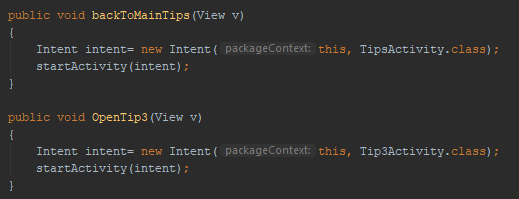 public void backToMainTips(View v)
{
    Intent intent= new Intent( packageContext: this, TipsActivity.class);
    startActivity(intent);
}
public void OpenTip3(View v)
{
    Intent intent= new Intent( packageContext: this, Tip3Activity.class);
    startActivity(intent);
}